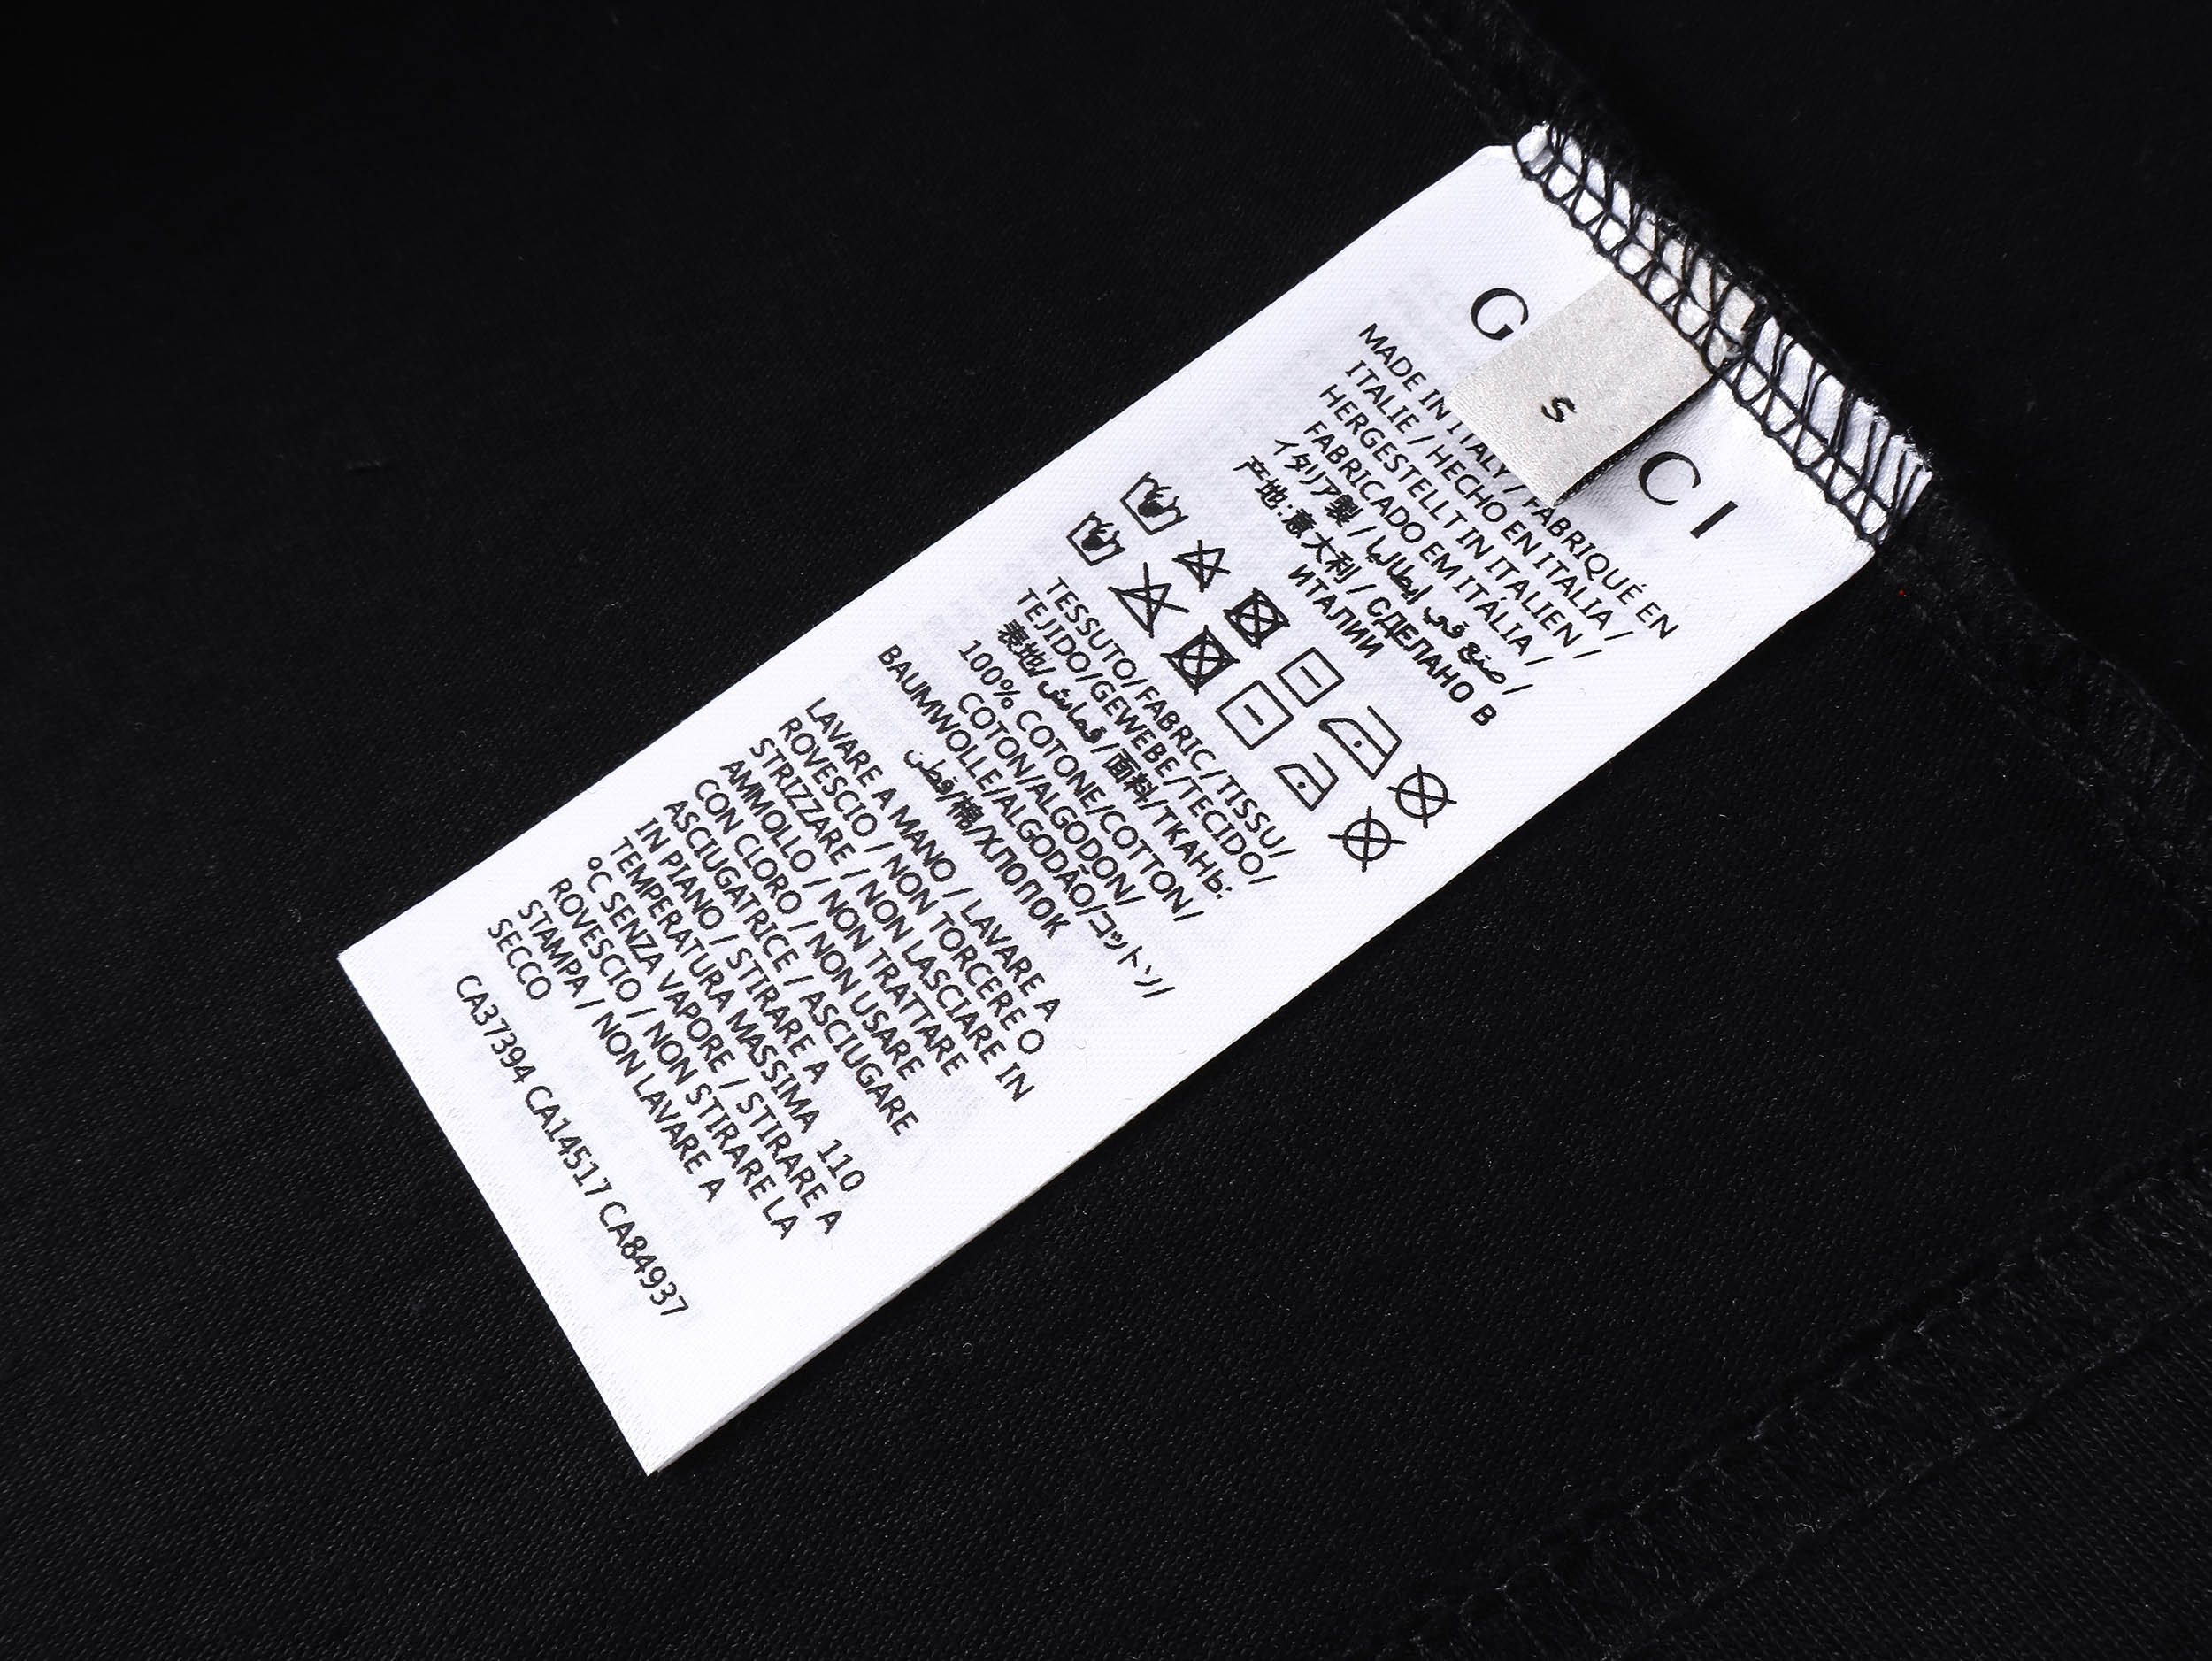 G C I
S
MADE IN ITALY / FABRIQUÉ EN
ITALIE / HECHO EN ITALIA /
HERGESTELLT IN ITALIEN /
FABRICADO EM ITÁLIA /
イタリア製 / صنع في إيطاليا /
产地:意大利 / СДЕЛАНО В
ИТАЛИИ
TESSUTO/FABRIC/TISSU/
TEJIDO/GEWEBE/TECIDO/
表地/قماش/面料/ТКАНЬ:
100% COTONE/COTTON/
COTON/ALGODON/
BAUMWOLLE/ALGODÃO/コットン/
قطن/棉/ХЛОПОК
LAVARE A MANO / LAVARE A
ROVESCIO / NON TORCERE O
STRIZZARE / NON LASCIARE IN
AMMOLLO / NON TRATTARE
CON CLORO / NON USARE
ASCIUGATRICE / ASCIUGARE
IN PIANO / STIRARE A
TEMPERATURA MASSIMA 110
°C SENZA VAPORE / STIRARE A
ROVESCIO / NON STIRARE LA
STAMPA / NON LAVARE A
SECCO
CA37394 CA14517 CA84937